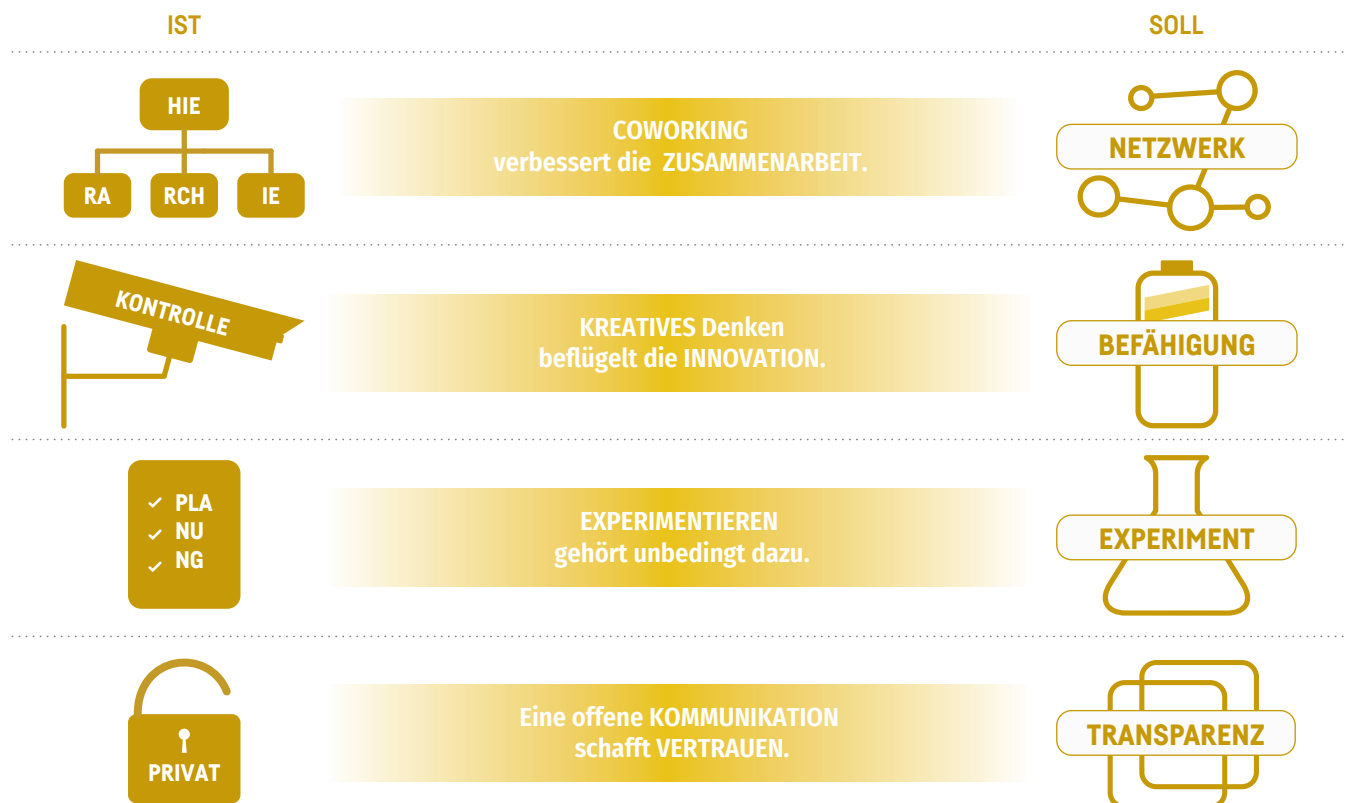 IST
SOLL
HIE
RA RCH IE
COWORKING
verbessert die ZUSAMMENARBEIT.
NETZWERK
KONTROLLE
KREATIVES Denken
beflügelt die INNOVATION.
BEFÄHIGUNG
PLA
NU
NG
EXPERIMENTIEREN
gehört unbedingt dazu.
EXPERIMENT
PRIVAT
Eine offene KOMMUNIKATION
schafft VERTRAUEN.
TRANSPARENZ